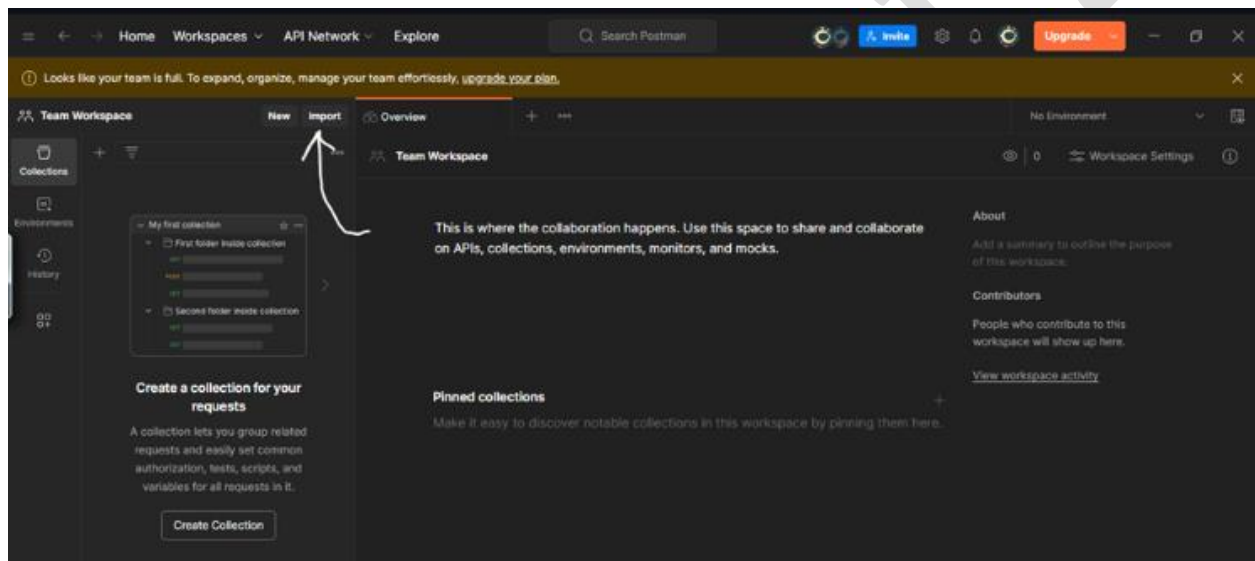 Home Workspaces API Network Explore Search Postman Invite Upgrade
Looks like your team is full. To expand, organize, manage your team effortlessly, upgrade your plan.
Team Workspace New Import Overview No Environment
Collections
Team Workspace 0 Workspace Settings
Environments
History
My first collection
First folder inside collection
GET
POST
GET
Second folder inside collection
GET
GET
Create a collection for your
requests
A collection lets you group related
requests and easily set common
authorization, tests, scripts, and
variables for all requests in it.
Create Collection
This is where the collaboration happens. Use this space to share and collaborate
on APIs, collections, environments, monitors, and mocks.
Pinned collections
Make it easy to discover notable collections in this workspace by pinning them here.
About
Add a summary to outline the purpose
of this workspace.
Contributors
People who contribute to this
workspace will show up here.
View workspace activity